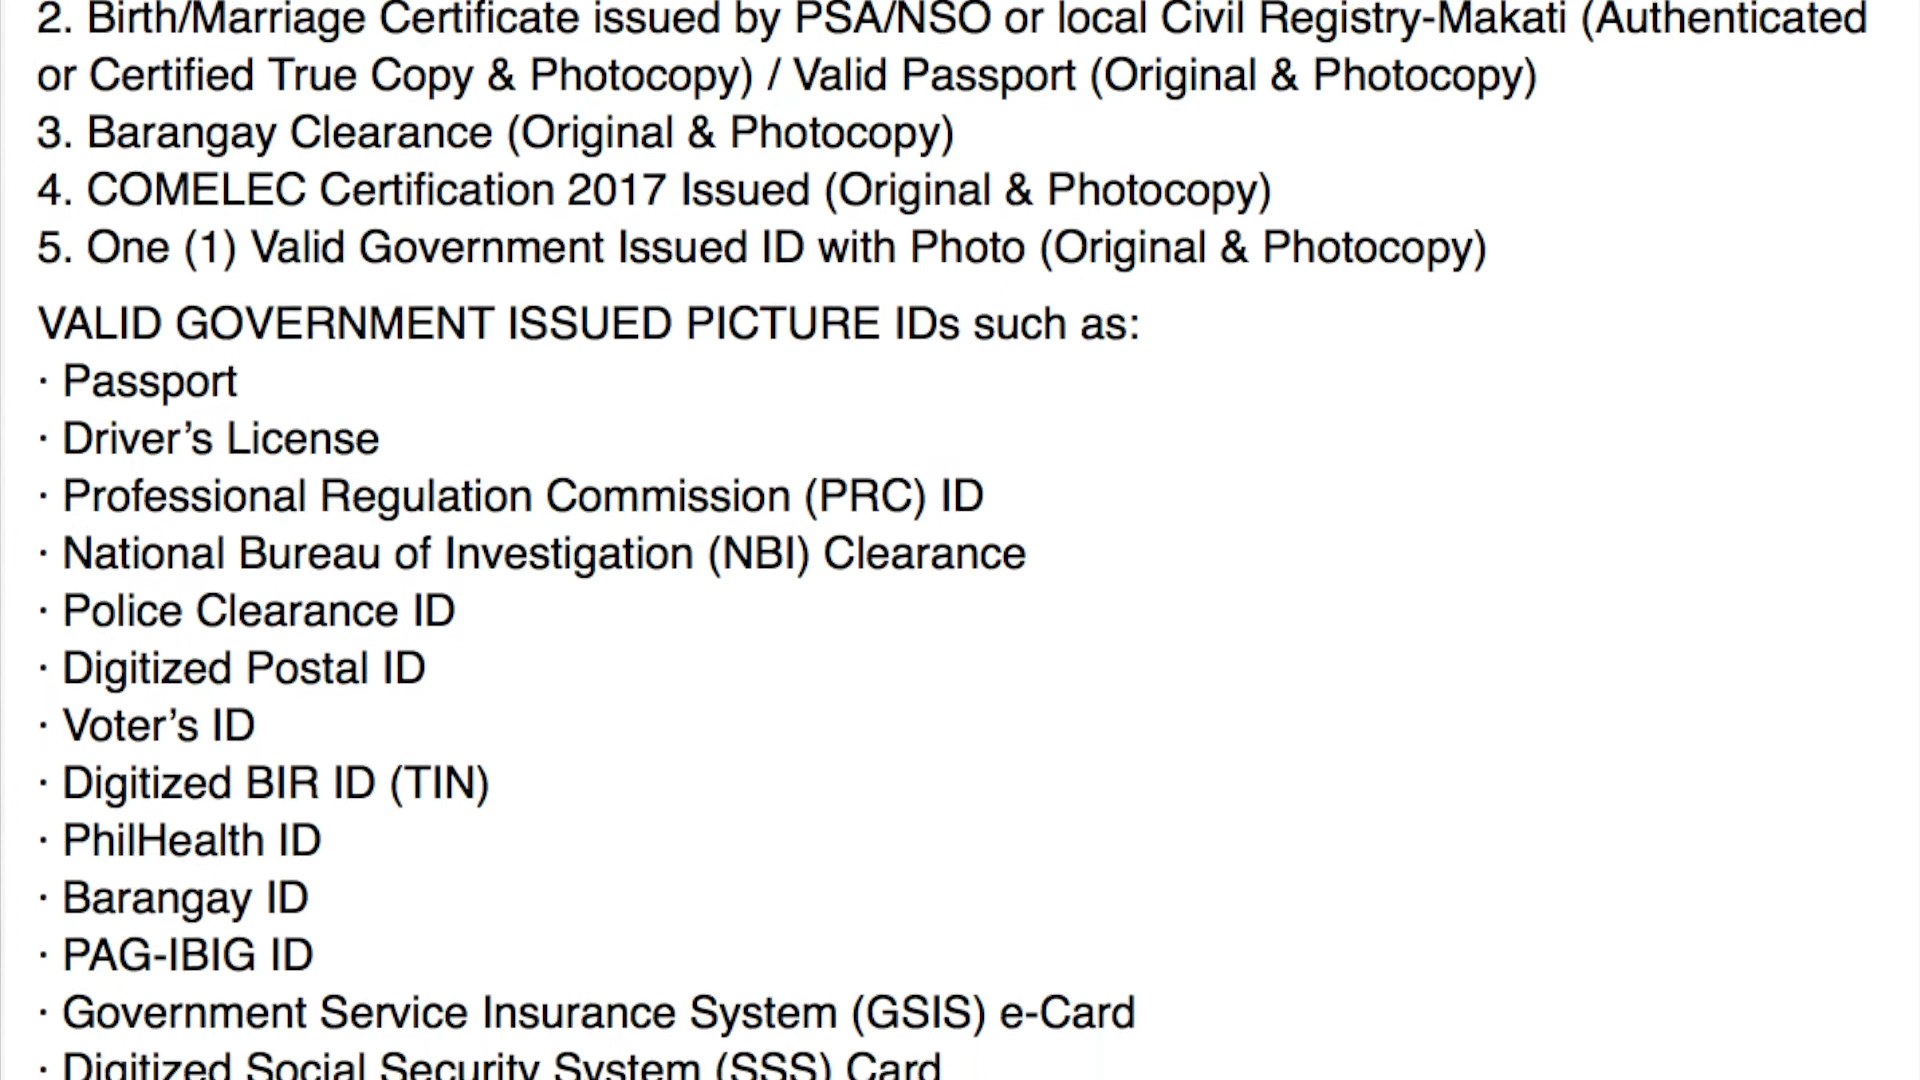 2. Birth/Marriage Certificate issued by PSA/NSO or local Civil Registry-Makati (Authenticated
or Certified True Copy & Photocopy) / Valid Passport (Original & Photocopy)
3. Barangay Clearance (Original & Photocopy)
4. COMELEC Certification 2017 Issued (Original & Photocopy)
5. One (1) Valid Government Issued ID with Photo (Original & Photocopy)
VALID GOVERNMENT ISSUED PICTURE IDs such as:
· Passport
· Driver’s License
· Professional Regulation Commission (PRC) ID
· National Bureau of Investigation (NBI) Clearance
· Police Clearance ID
· Digitized Postal ID
· Voter’s ID
· Digitized BIR ID (TIN)
· PhilHealth ID
· Barangay ID
· PAG-IBIG ID
· Government Service Insurance System (GSIS) e-Card
· Digitized Social Security System (SSS) Card